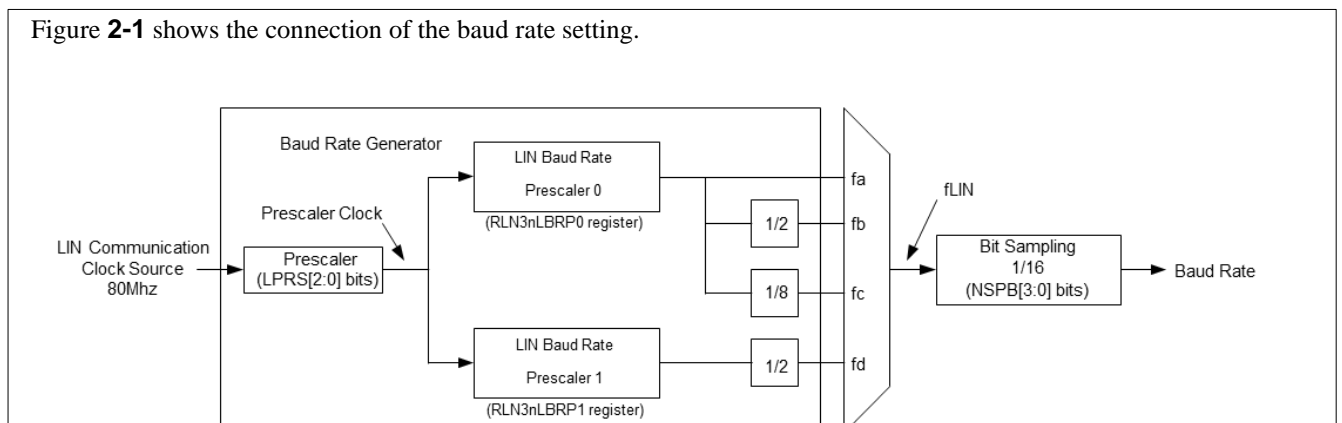 Figure 2-1 shows the connection of the baud rate setting.
Baud Rate Generator
LIN Baud Rate
Prescaler 0
(RLN3nLBRP0 register)
Prescaler Clock
LIN Communication
Clock Source
80Mhz
Prescaler
(LPRS[2:0] bits)
1/2
1/8
LIN Baud Rate
Prescaler 1
(RLN3nLBRP1 register)
1/2
fa
fb
fc
fd
fLIN
Bit Sampling
1/16
(NSPB[3:0] bits)
Baud Rate